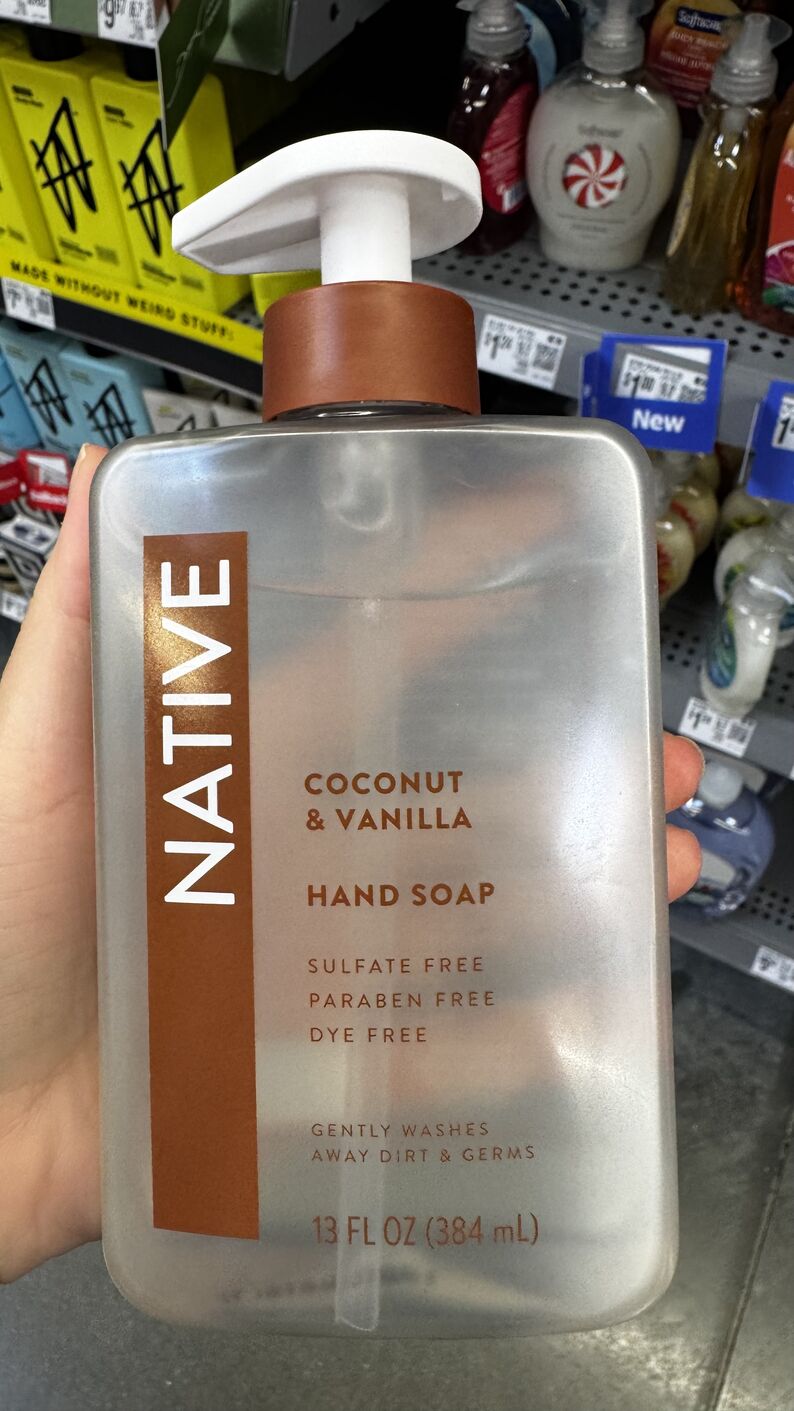 MADE WITHOUT WEIRD STUFF:
New
NATIVE
COCONUT
& VANILLA
HAND SOAP
SULFATE FREE
PARABEN FREE
DYE FREE
GENTLY WASHES
AWAY DIRT & GERMS
13 FL OZ (384 mL)